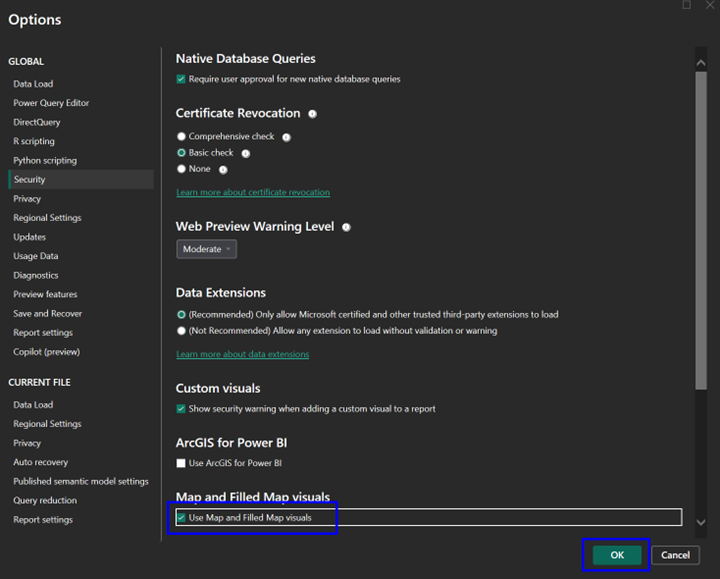 Options
GLOBAL
Data Load
Power Query Editor
DirectQuery
R scripting
Python scripting
Security
Privacy
Regional Settings
Updates
Usage Data
Diagnostics
Preview features
Save and Recover
Report settings
Copilot (preview)
CURRENT FILE
Data Load
Regional Settings
Privacy
Auto recovery
Published semantic model settings
Query reduction
Report settings
Native Database Queries
Require user approval for new native database queries
Certificate Revocation
Comprehensive check
Basic check
None
Learn more about certificate revocation
Web Preview Warning Level
Moderate
Data Extensions
(Recommended) Only allow Microsoft certified and other trusted third-party extensions to load
(Not Recommended) Allow any extension to load without validation or warning
Learn more about data extensions
Custom visuals
Show security warning when adding a custom visual to a report
ArcGIS for Power BI
Use ArcGIS for Power BI
Map and Filled Map visuals
Use Map and Filled Map visuals
OK
Cancel